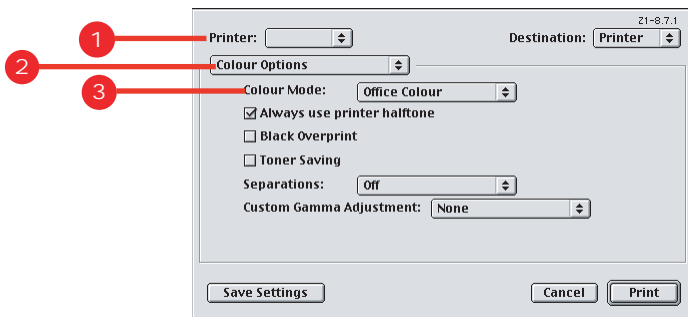 Z1-8.7.1
1 Printer: Destination: Printer
2 Colour Options
3 Colour Mode: Office Colour
Always use printer halftone
Black Overprint
Toner Saving
Separations: Off
Custom Gamma Adjustment: None
Save Settings Cancel Print